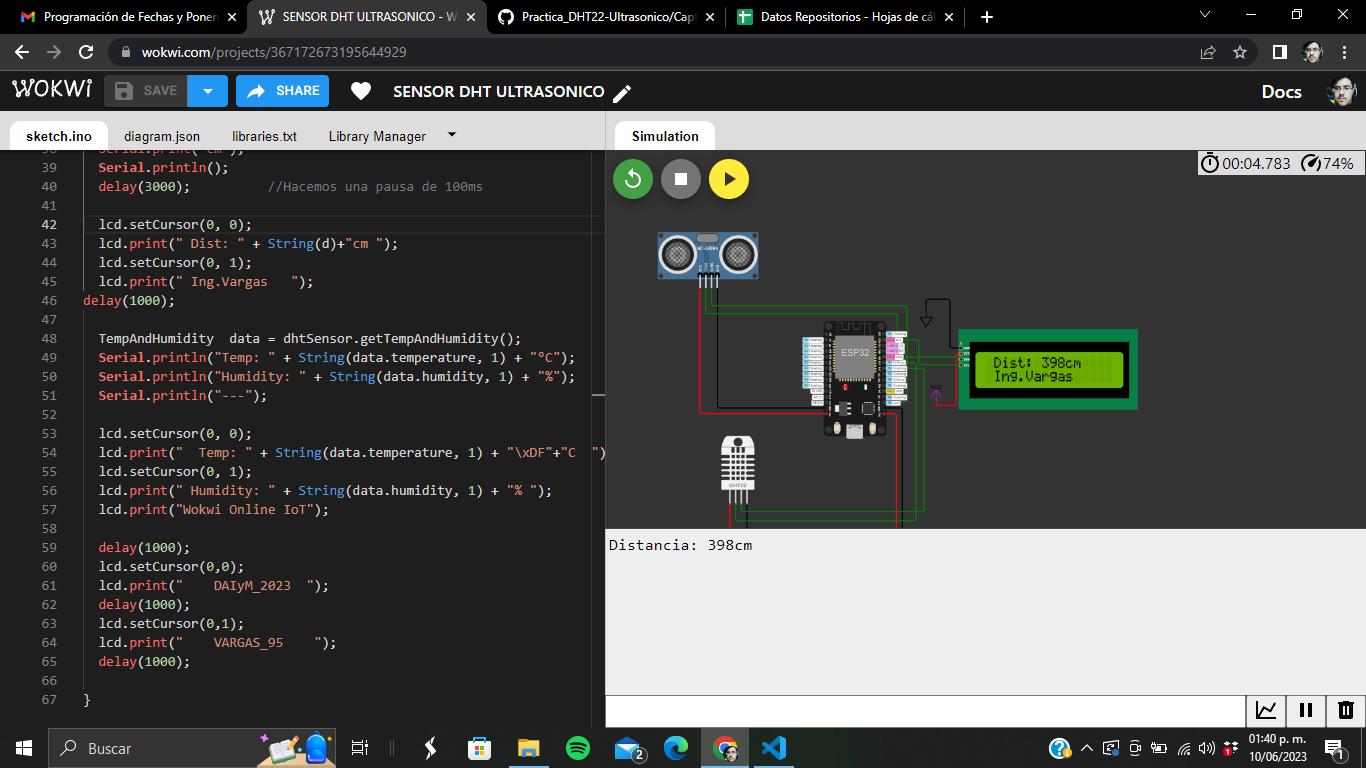 Programación de Fechas y Ponen
SENSOR DHT ULTRASONICO - W
Practica_DHT22-Ultrasonico/Cap
Datos Repositorios - Hojas de cál
wokwi.com/projects/367172673195644929
WOKWI
SAVE
SHARE
SENSOR DHT ULTRASONICO
Docs
sketch.ino
diagram.json
libraries.txt
Library Manager
Simulation
00:04.783
74%
39 Serial.println();
40 delay(3000); //Hacemos una pausa de 100ms
41
42 lcd.setCursor(0, 0);
43 lcd.print(" Dist: " + String(d)+"cm ");
44 lcd.setCursor(0, 1);
45 lcd.print(" Ing.Vargas   ");
46 delay(1000);
47
48 TempAndHumidity  data = dhtSensor.getTempAndHumidity();
49 Serial.println("Temp: " + String(data.temperature, 1) + "°C");
50 Serial.println("Humidity: " + String(data.humidity, 1) + "%");
51 Serial.println("---");
52
53 lcd.setCursor(0, 0);
54 lcd.print("  Temp: " + String(data.temperature, 1) + "\xDF"+"C  ")
55 lcd.setCursor(0, 1);
56 lcd.print(" Humidity: " + String(data.humidity, 1) + "% ");
57 lcd.print("Wokwi Online IoT");
58
59 delay(1000);
60 lcd.setCursor(0,0);
61 lcd.print("    DAIyM_2023  ");
62 delay(1000);
63 lcd.setCursor(0,1);
64 lcd.print("    VARGAS_95    ");
65 delay(1000);
66
67 }
HC-SR04
ESP32
VCC
Dist: 398cm
Ing.Vargas
DHT22
Distancia: 398cm
Buscar
2
1
01:40 p. m.
10/06/2023
1